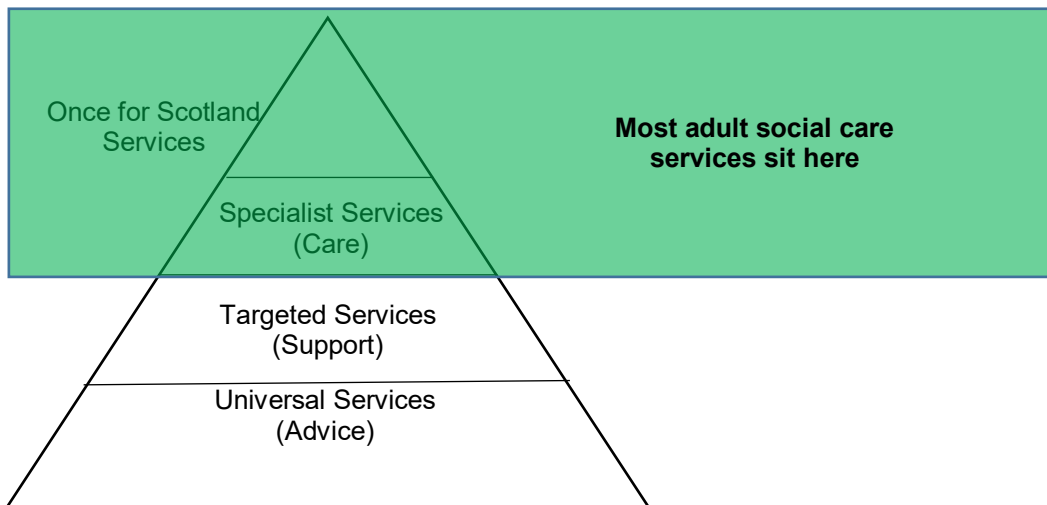 Once for Scotland
Services
Most adult social care
services sit here
Specialist Services
(Care)
Targeted Services
(Support)
Universal Services
(Advice)